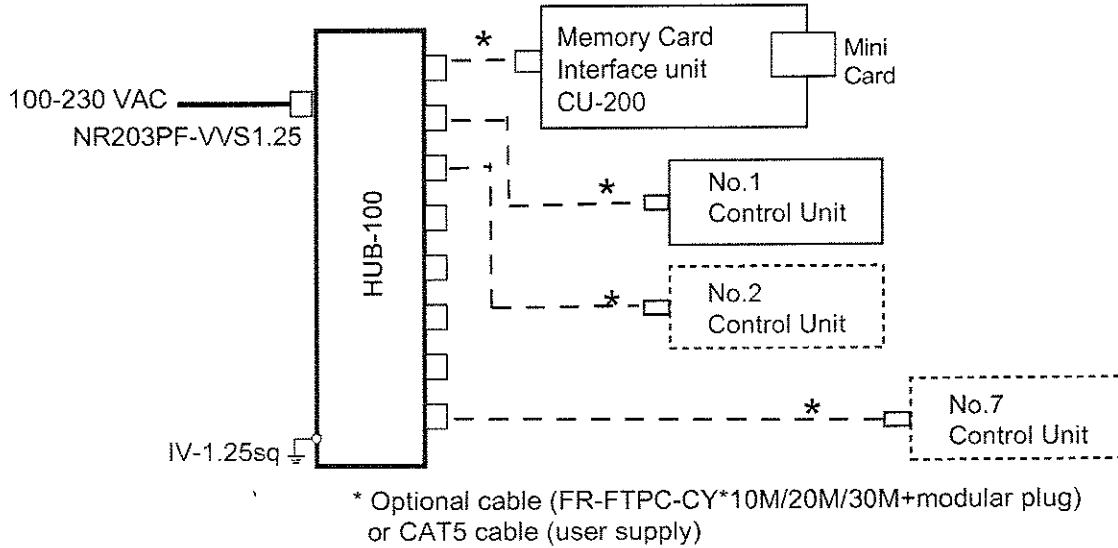 *
Memory Card
Interface unit
CU-200
Mini
Card
100-230 VAC
NR203PF-VVS1.25
HUB-100
*
No.1
Control Unit
*
No.2
Control Unit
*
No.7
Control Unit
IV-1.25sq
* Optional cable (FR-FTPC-CY*10M/20M/30M+modular plug)
or CAT5 cable (user supply)